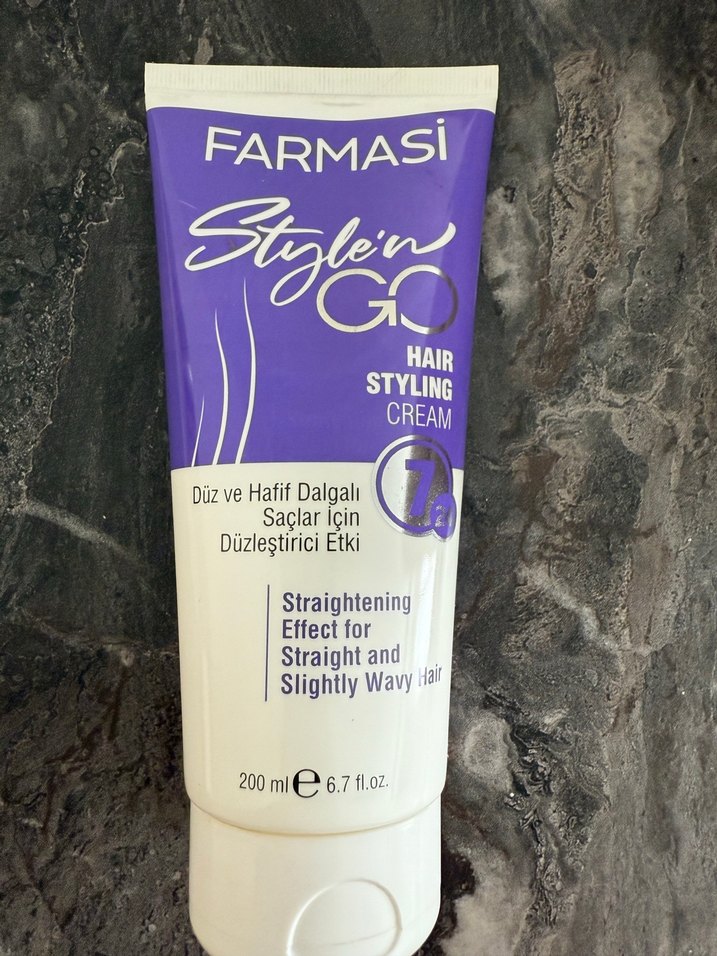 FARMASİ
Style'n
GO
HAIR
STYLING
CREAM
7a
Düz ve Hafif Dalgalı
Saçlar İçin
Düzleştirici Etki
Straightening
Effect for
Straight and
Slightly Wavy Hair
200 ml e 6.7 fl.oz.